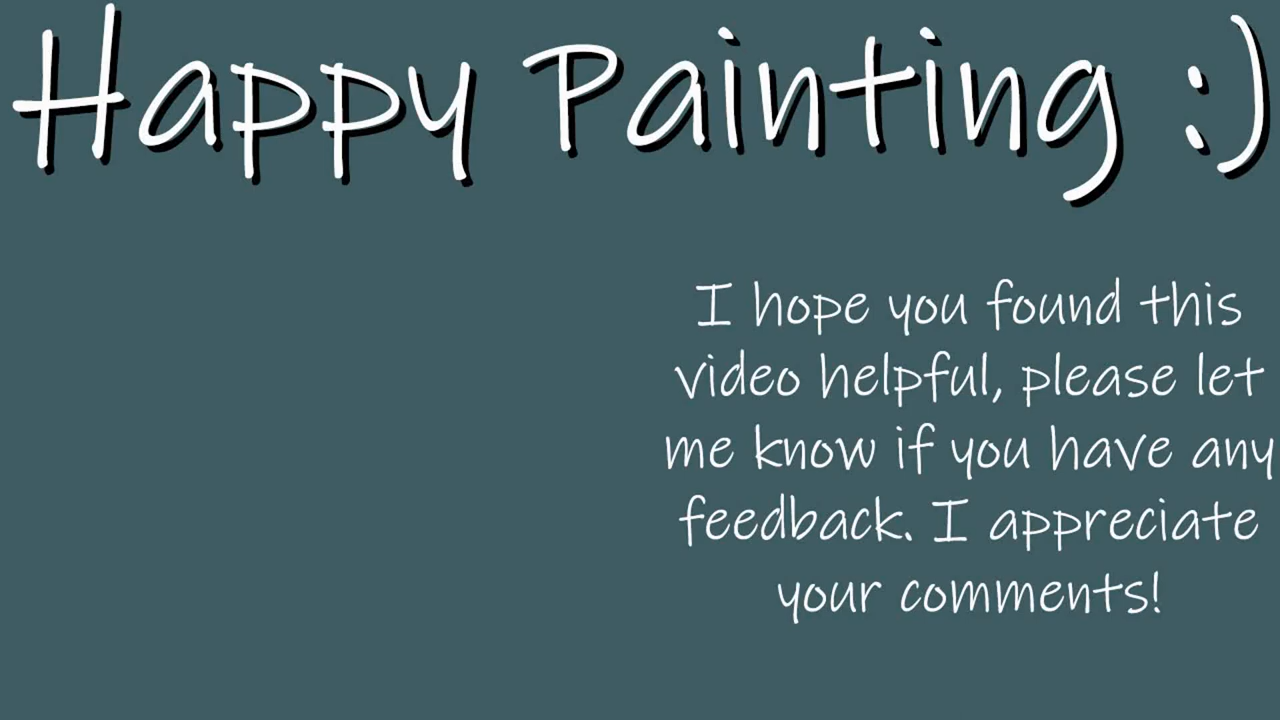 Happy Painting :)
I hope you found this
video helpful, please let
me know if you have any
feedback. I appreciate
your comments!